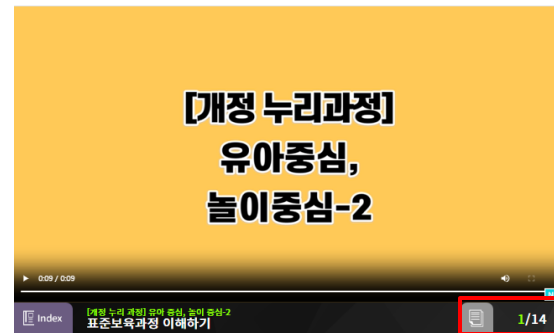 [개정 누리과정]
유아중심,
놀이중심-2
0:09 / 0:09
Index
[개정 누리 과정] 유아 중심, 놀이 중심-2
표준보육과정 이해하기
1/14